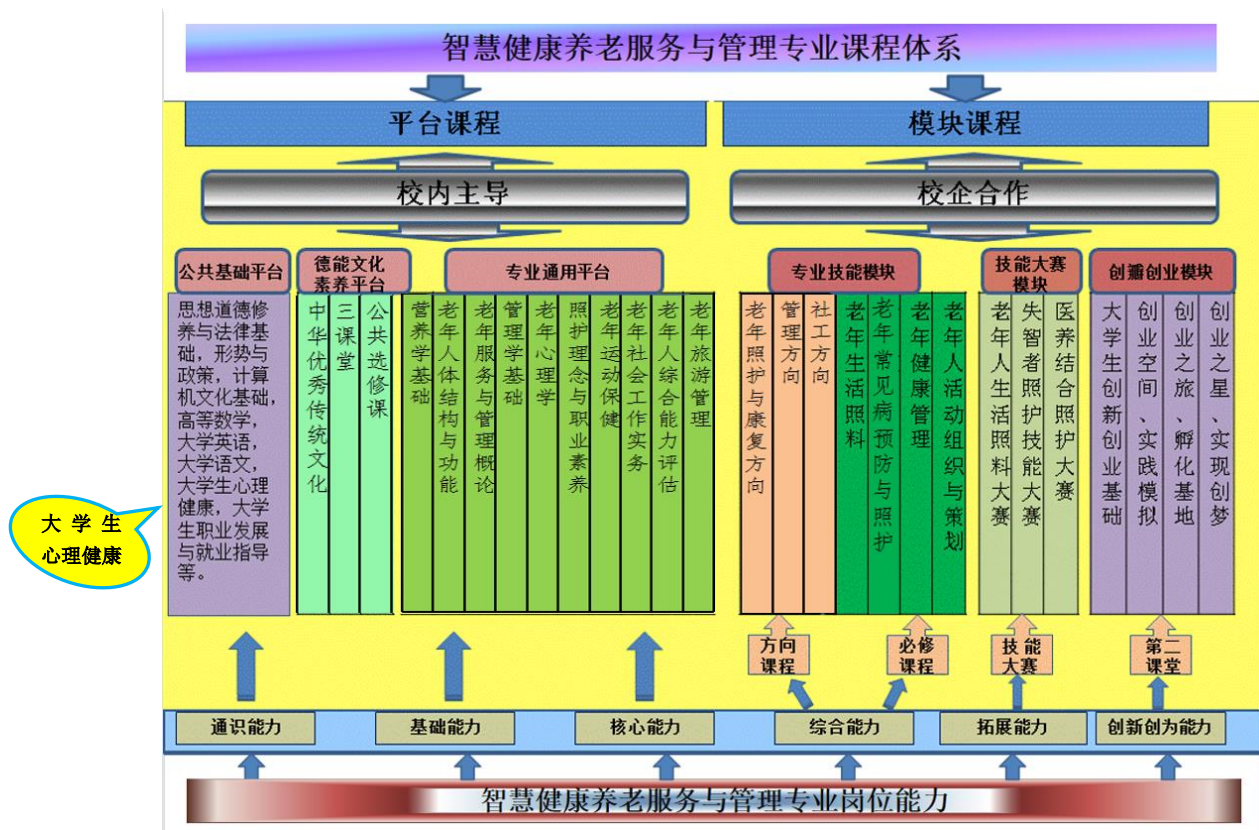 智慧健康养老服务与管理专业课程体系
平台课程
模块课程
校内主导
校企合作
公共基础平台
德能文化
素养平台
专业通用平台
专业技能模块
技能大赛
模块
创新创业模块
思想道德修
养与法律基
础，形势与
政策，计算
机文化基础，
高等数学，
大学英语，
大学语文，
大学生心理
健康，大学
生职业发展
与就业指导
等。
中华优秀传统文化
三课堂
公共选修课
营养学基础
老年人体结构与功能
老年服务与管理概论
管理学基础
老年心理学
照护理念与职业素养
老年运动保健
老年社会工作实务
老年人综合能力评估
老年旅游管理
老年照护与康复方向
管理方向
社工方向
老年生活照料
老年常见病预防与照护
老年健康管理
老年人活动组织与策划
老年人生活照料大赛
失智者照护技能大赛
医养结合照护大赛
大学生创新创业基础
创业空间、实践模拟
创业之旅、孵化基地
创业之星、实现创梦
大学生
心理健康
方向
课程
必修
课程
技能
大赛
第二
课堂
通识能力
基础能力
核心能力
综合能力
拓展能力
创新创为能力
智慧健康养老服务与管理专业岗位能力